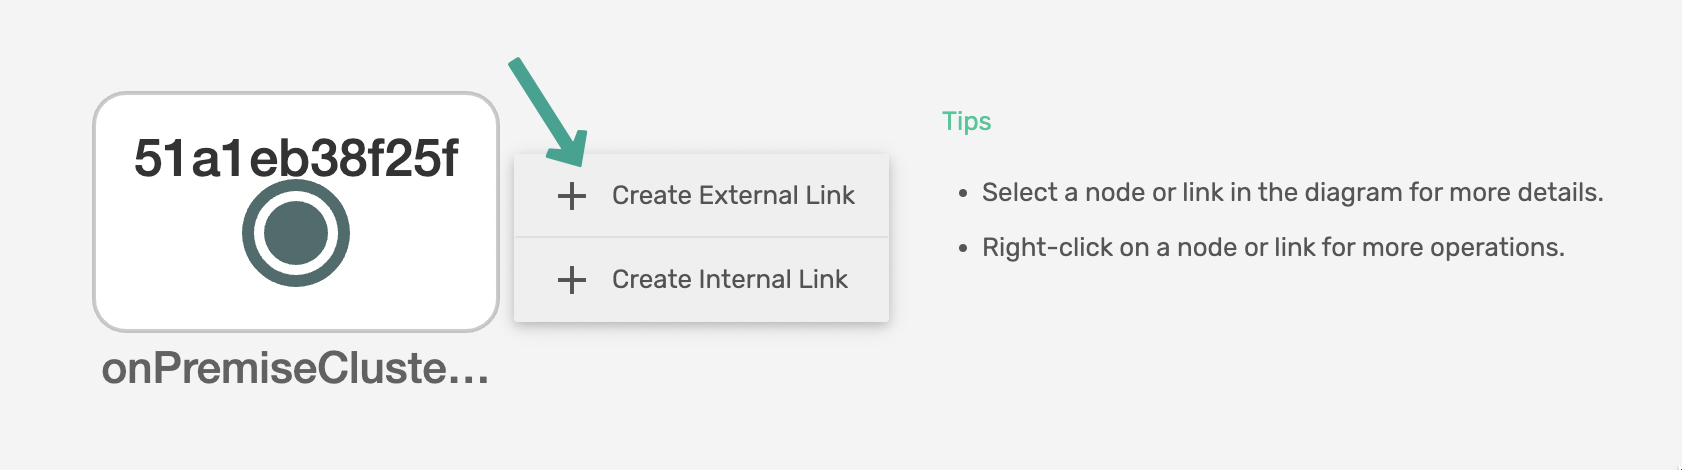 51a1eb38f25f
onPremiseCluste...
Create External Link
Create Internal Link
Tips
Select a node or link in the diagram for more details.
Right-click on a node or link for more operations.